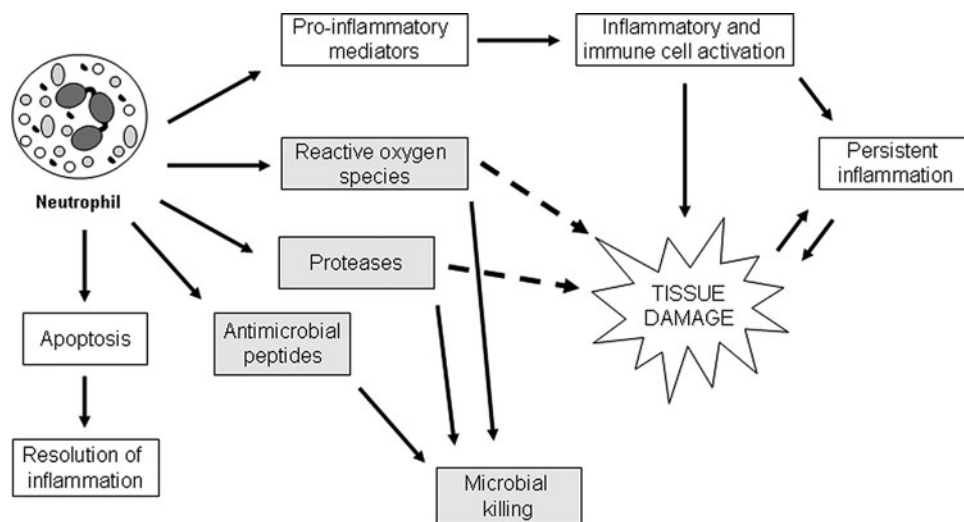 Pro-inflammatory
mediators
Inflammatory and
immune cell activation
Neutrophil
Reactive oxygen
species
Persistent
inflammation
Proteases
TISSUE
DAMAGE
Apoptosis
Antimicrobial
peptides
Resolution of
inflammation
Microbial
killing